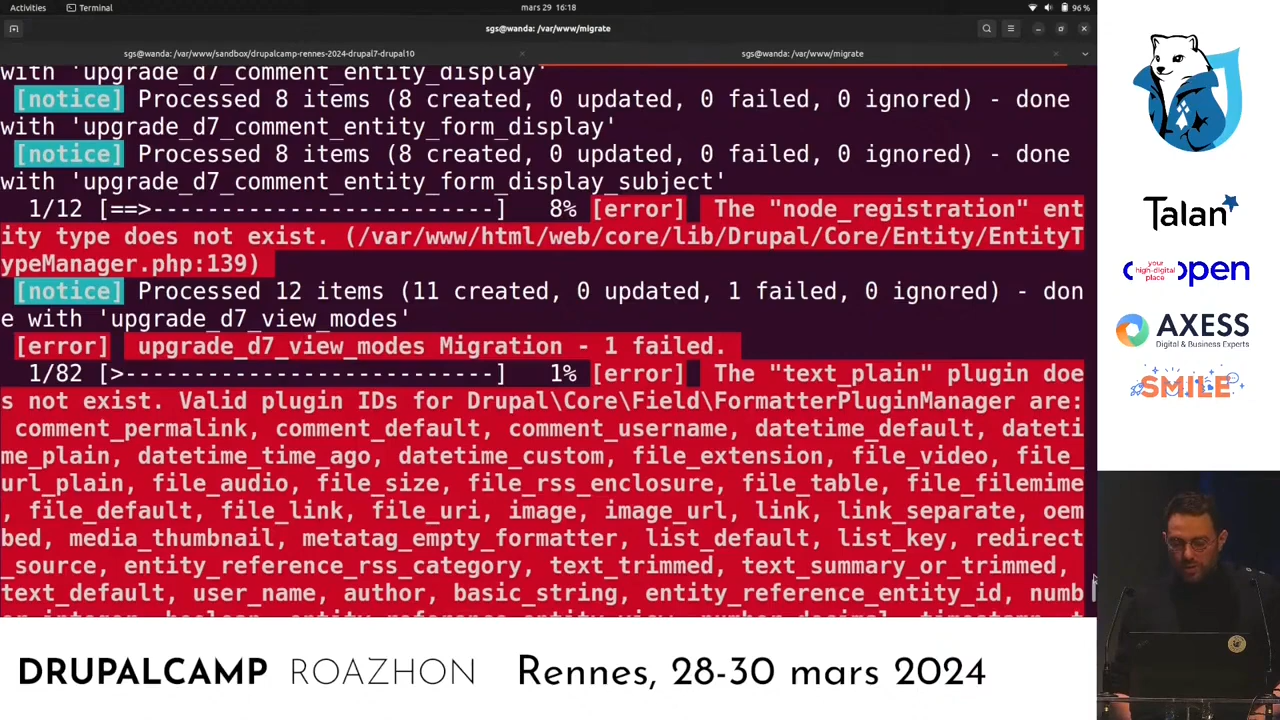 Activities
Terminal
mars 29 16:18
96 %
sgs@wanda: /var/www/migrate
sgs@wanda: /var/www/sandbox/drupalcamp-rennes-2024-drupal7-drupal10
sgs@wanda: /var/www/migrate
with 'upgrade_d7_comment_entity_display'
[notice] Processed 8 items (8 created, 0 updated, 0 failed, 0 ignored) - done
with 'upgrade_d7_comment_entity_form_display'
[notice] Processed 8 items (8 created, 0 updated, 0 failed, 0 ignored) - done
with 'upgrade_d7_comment_entity_form_display_subject'
1/12 [==>--------------------------] 8% [error] The "node_registration" ent
ity type does not exist. (/var/www/html/web/core/lib/Drupal/Core/Entity/EntityT
ypeManager.php:139)
[notice] Processed 12 items (11 created, 0 updated, 1 failed, 0 ignored) - don
e with 'upgrade_d7_view_modes'
[error] upgrade_d7_view_modes Migration - 1 failed.
1/82 [>---------------------------] 1% [error] The "text_plain" plugin doe
s not exist. Valid plugin IDs for Drupal\Core\Field\FormatterPluginManager are:
comment_permalink, comment_default, comment_username, datetime_default, dateti
me_plain, datetime_time_ago, datetime_custom, file_extension, file_video, file_
url_plain, file_audio, file_size, file_rss_enclosure, file_table, file_filemime
, file_default, file_link, file_uri, image, image_url, link, link_separate, oem
bed, media_thumbnail, metatag_empty_formatter, list_default, list_key, redirect
_source, entity_reference_rss_category, text_trimmed, text_summary_or_trimmed,
text_default, user_name, author, basic_string, entity_reference_entity_id, numb
Talan
your
high-digital
place
open
AXESS
Digital & Business Experts
SMILE
DRUPALCAMP ROAZHON Rennes, 28-30 mars 2024